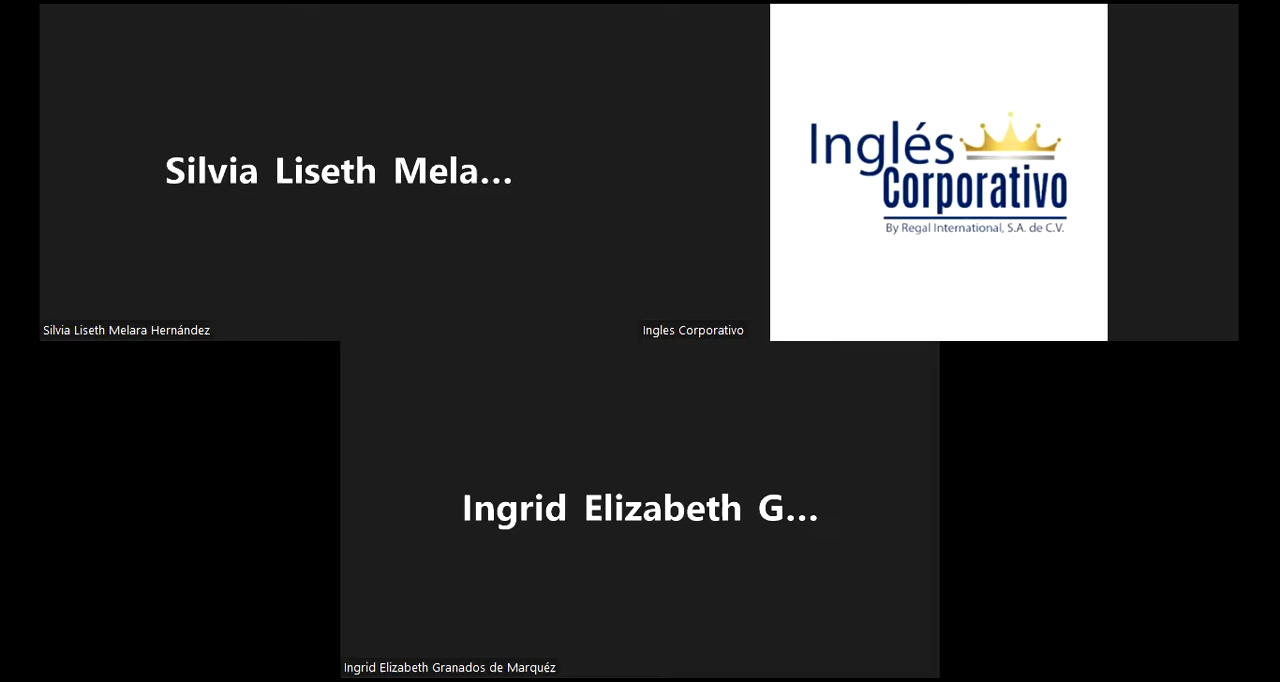 Silvia Liseth Mela...
Silvia Liseth Melara Hernández
Inglés
Corporativo
By Regal International, S.A. de C.V.
Ingles Corporativo
Ingrid Elizabeth G...
Ingrid Elizabeth Granados de Marquéz